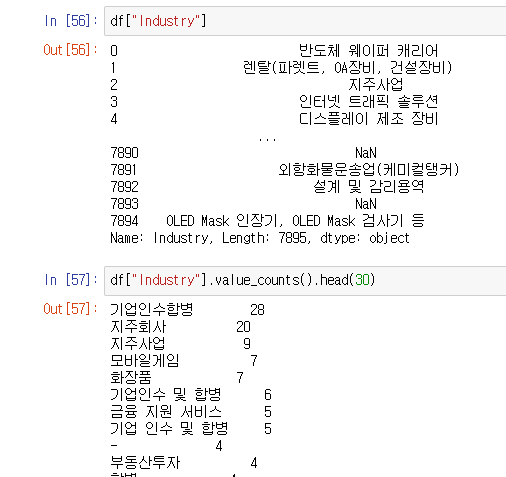 In [56]: df["Industry"]
Out[56]: 0 반도체 웨이퍼 캐리어
1 렌탈(파렛트, OA장비, 건설장비)
2 지주사업
3 인터넷 트래픽 솔루션
4 디스플레이 제조 장비
...
7890 NaN
7891 외항화물운송업(케미컬탱커)
7892 설계 및 감리용역
7893 NaN
7894 OLED Mask 인장기, OLED Mask 검사기 등
Name: Industry, Length: 7895, dtype: object
In [57]: df["Industry"].value_counts().head(30)
Out[57]: 기업인수합병 28
지주회사 20
지주사업 9
모바일게임 7
화장품 7
기업인수 및 합병 6
금융 지원 서비스 5
기업 인수 및 합병 5
- 4
부동산투자 4